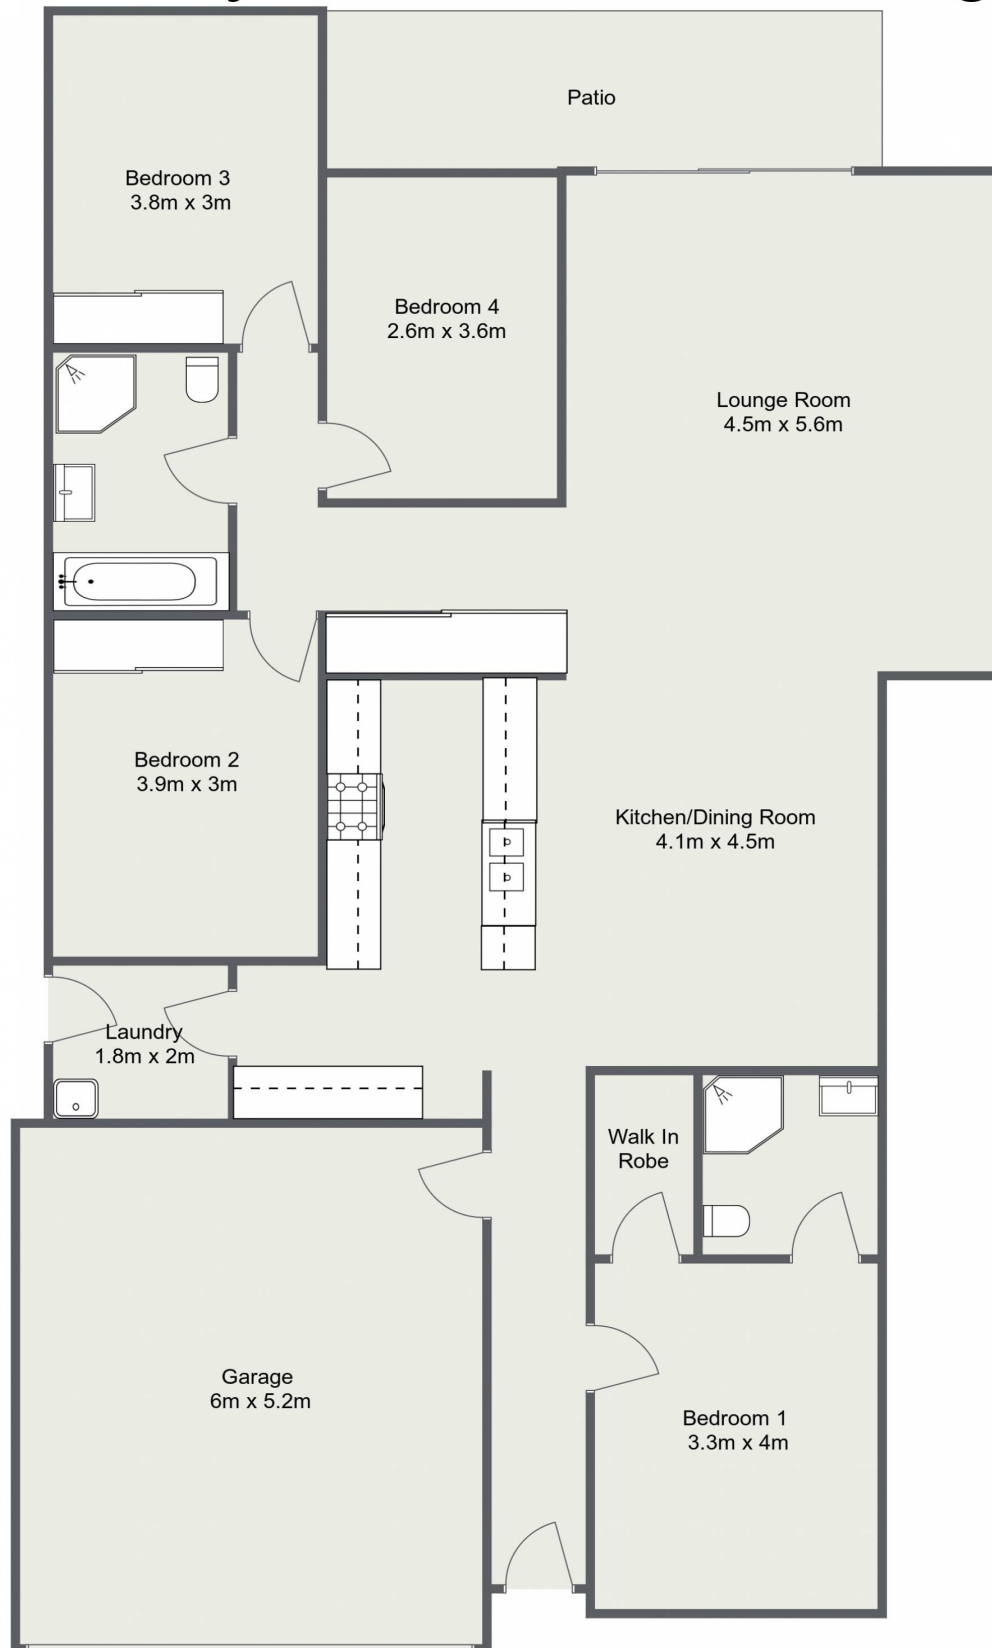 Patio
Bedroom 3
3.8m x 3m
Bedroom 4
2.6m x 3.6m
Lounge Room
4.5m x 5.6m
Bedroom 2
3.9m x 3m
Kitchen/Dining Room
4.1m x 4.5m
Laundry
1.8m x 2m
Walk In
Robe
Garage
6m x 5.2m
Bedroom 1
3.3m x 4m